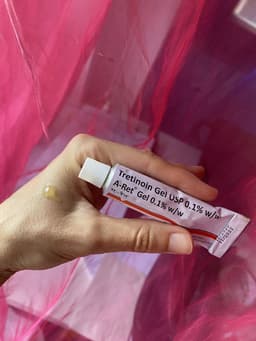 Tretinoin Gel USP 0.1% w/w
A-Ret® Gel 0.1% w/w